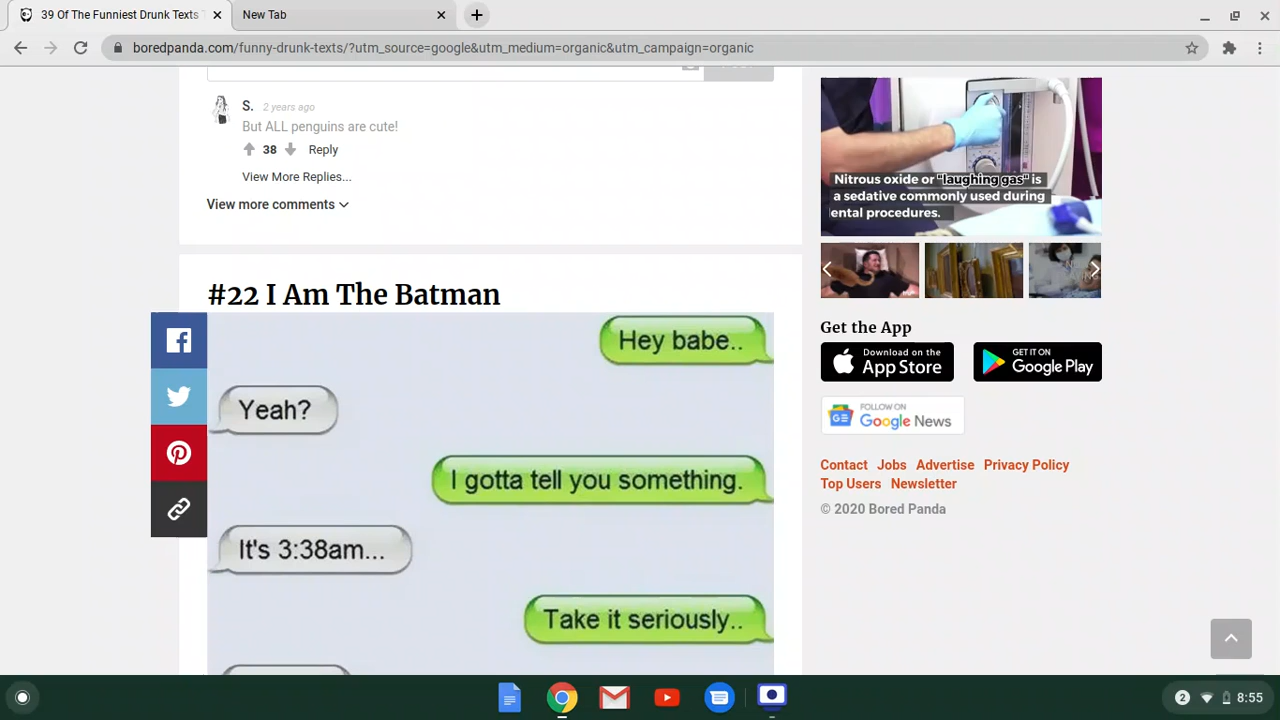 39 Of The Funniest Drunk Texts
New Tab
boredpanda.com/funny-drunk-texts/?utm_source=google&utm_medium=organic&utm_campaign=organic
S. 2 years ago
But ALL penguins are cute!
38 Reply
View More Replies...
View more comments
#22 I Am The Batman
Hey babe..
Yeah?
I gotta tell you something.
It's 3:38am...
Take it seriously..
Nitrous oxide or "laughing gas" is
a sedative commonly used during
ental procedures.
Get the App
Download on the
App Store
GET IT ON
Google Play
FOLLOW ON
Google News
Contact Jobs Advertise Privacy Policy
Top Users Newsletter
© 2020 Bored Panda
2 8:55